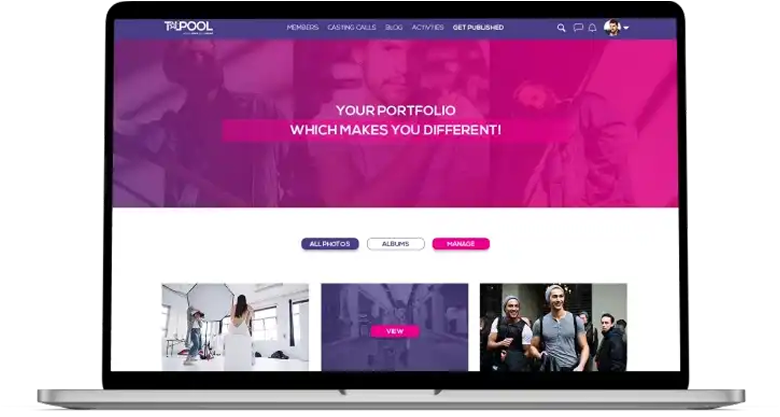 TALPOOL
MEMBERS CASTING CALLS BLOG ACTIVITIES GET PUBLISHED
YOUR PORTFOLIO
WHICH MAKES YOU DIFFERENT!
ALL PHOTOS ALBUMS MANAGE
VIEW